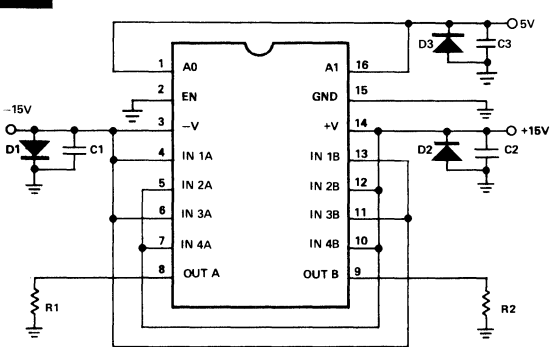 5V
D3
C3
1
A0
A1
16
2
EN
GND
15
-15V
3
-V
+V
14
+15V
D1
C1
4
IN 1A
IN 1B
13
D2
C2
5
IN 2A
IN 2B
12
6
IN 3A
IN 3B
11
7
IN 4A
IN 4B
10
8
OUT A
OUT B
9
R1
R2